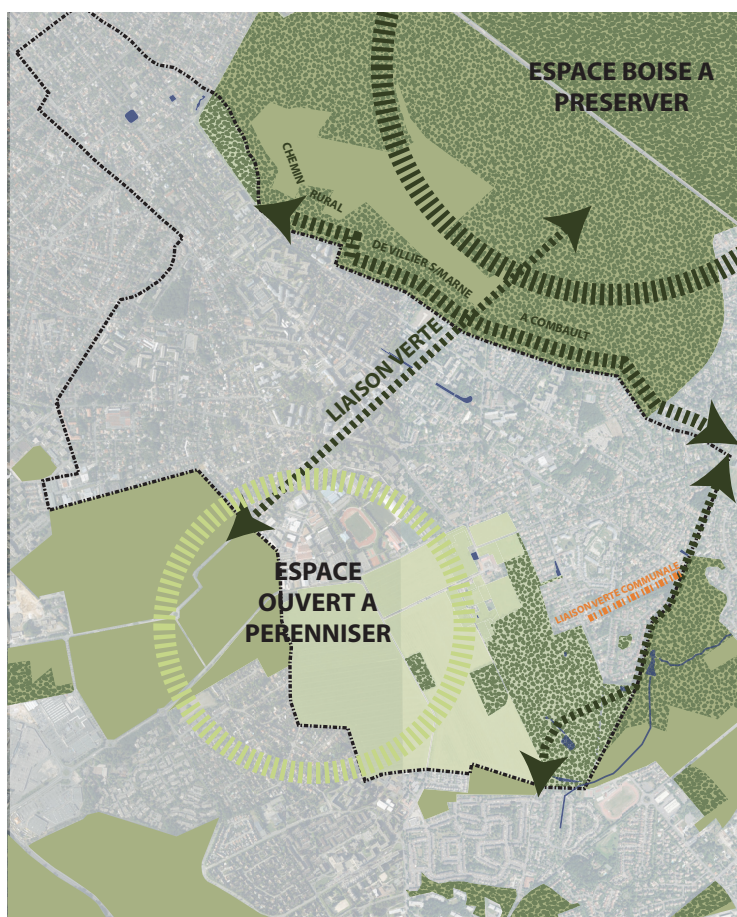 ESPACE BOISE A
PRESERVER
CHEMIN
RURAL
DE VILLIER S/MARNE
A COMBAULT
LIAISON VERTE
ESPACE
OUVERT A
PERENNISER
LIAISON VERTE COMMUNALE